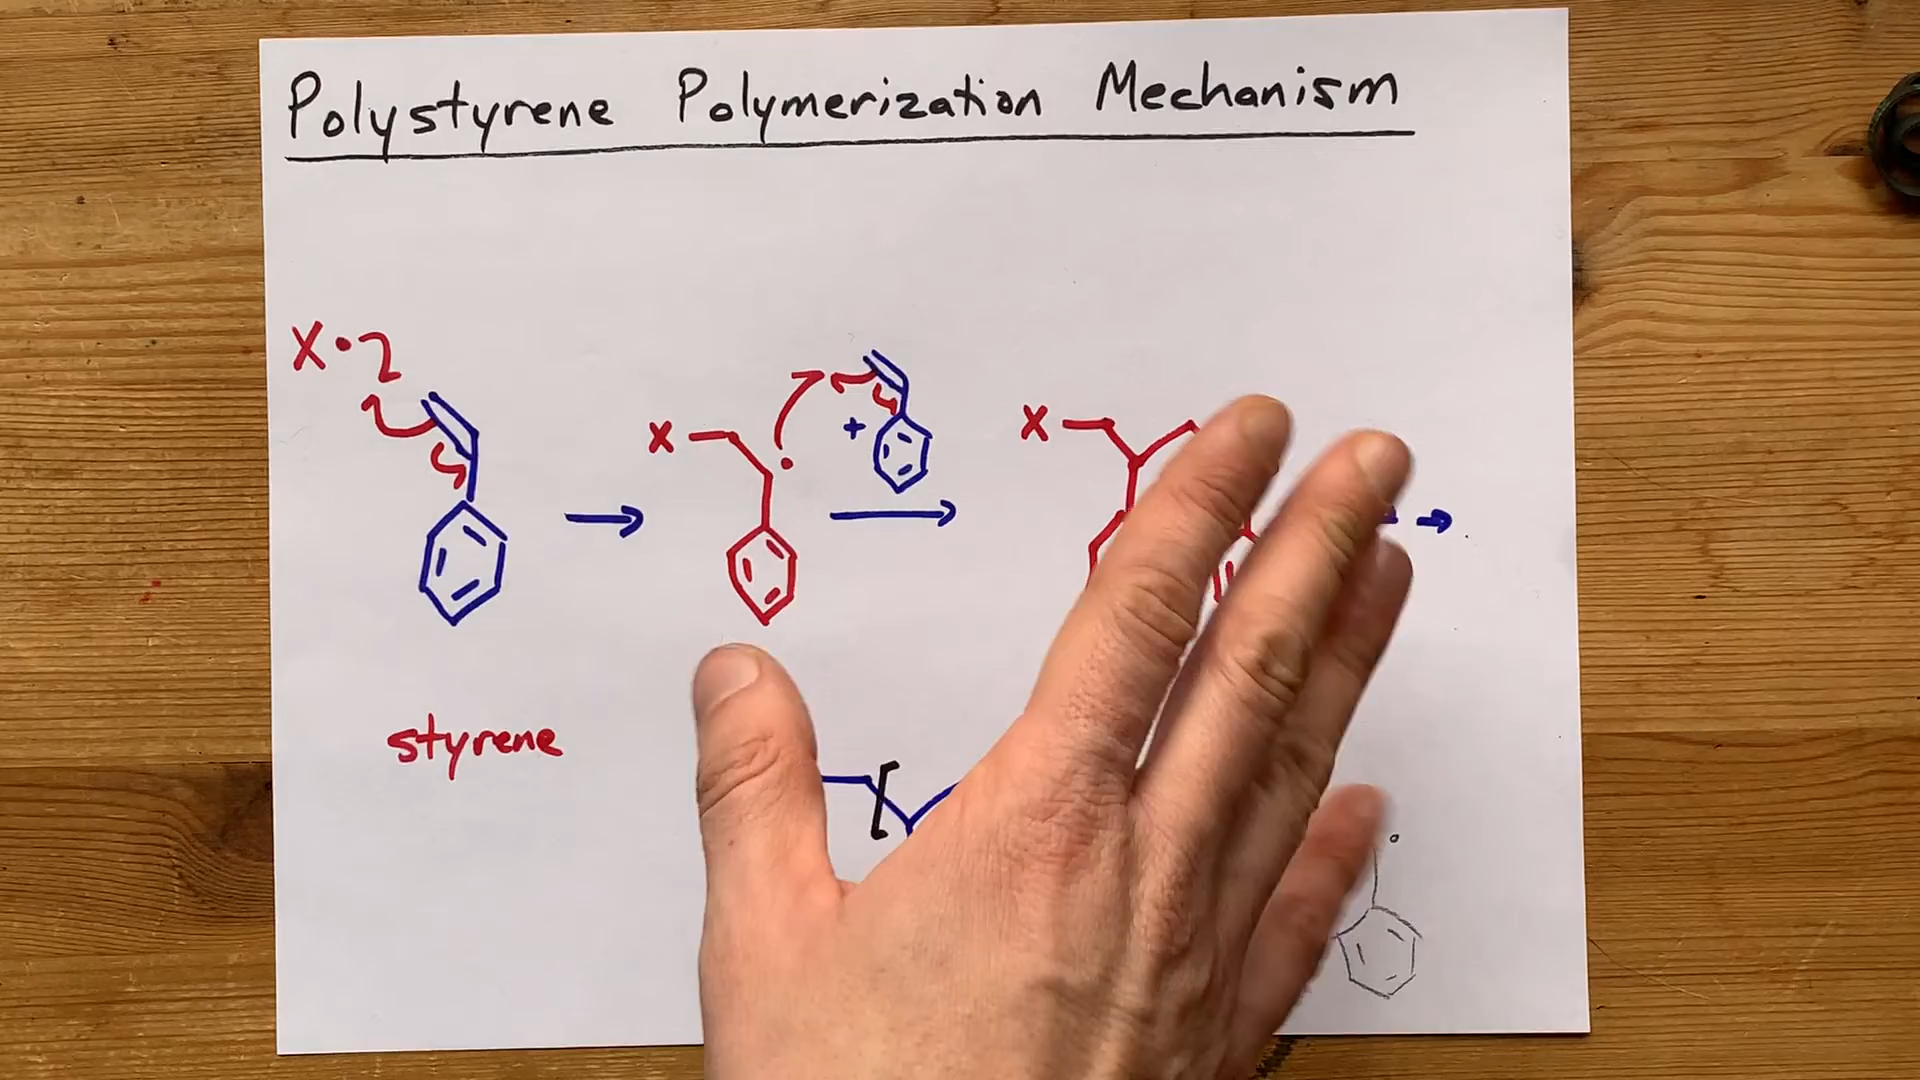 Polystyrene Polymerization Mechanism
X·
X
+
X
styrene